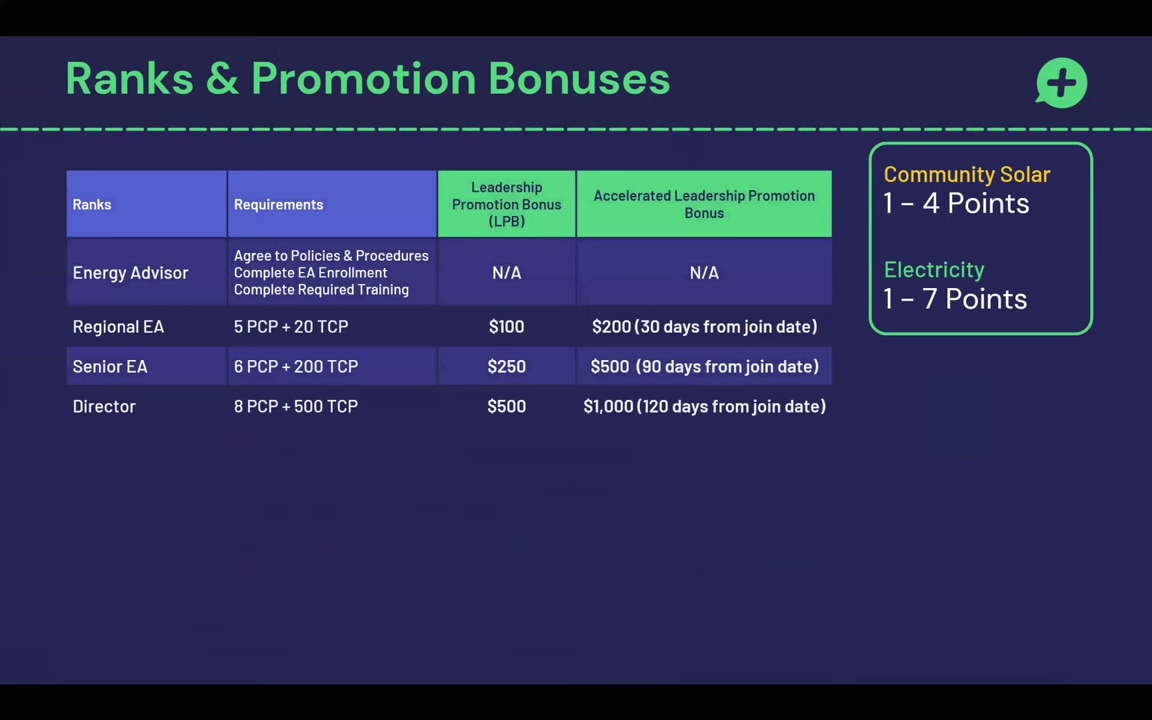 Ranks & Promotion Bonuses
Community Solar
1 – 4 Points
Electricity
1 – 7 Points
Ranks
Requirements
Leadership
Promotion Bonus
(LPB)
Accelerated Leadership Promotion
Bonus
Energy Advisor
Agree to Policies & Procedures
Complete EA Enrollment
Complete Required Training
N/A
N/A
Regional EA
5 PCP + 20 TCP
$100
$200 (30 days from join date)
Senior EA
6 PCP + 200 TCP
$250
$500 (90 days from join date)
Director
8 PCP + 500 TCP
$500
$1,000 (120 days from join date)